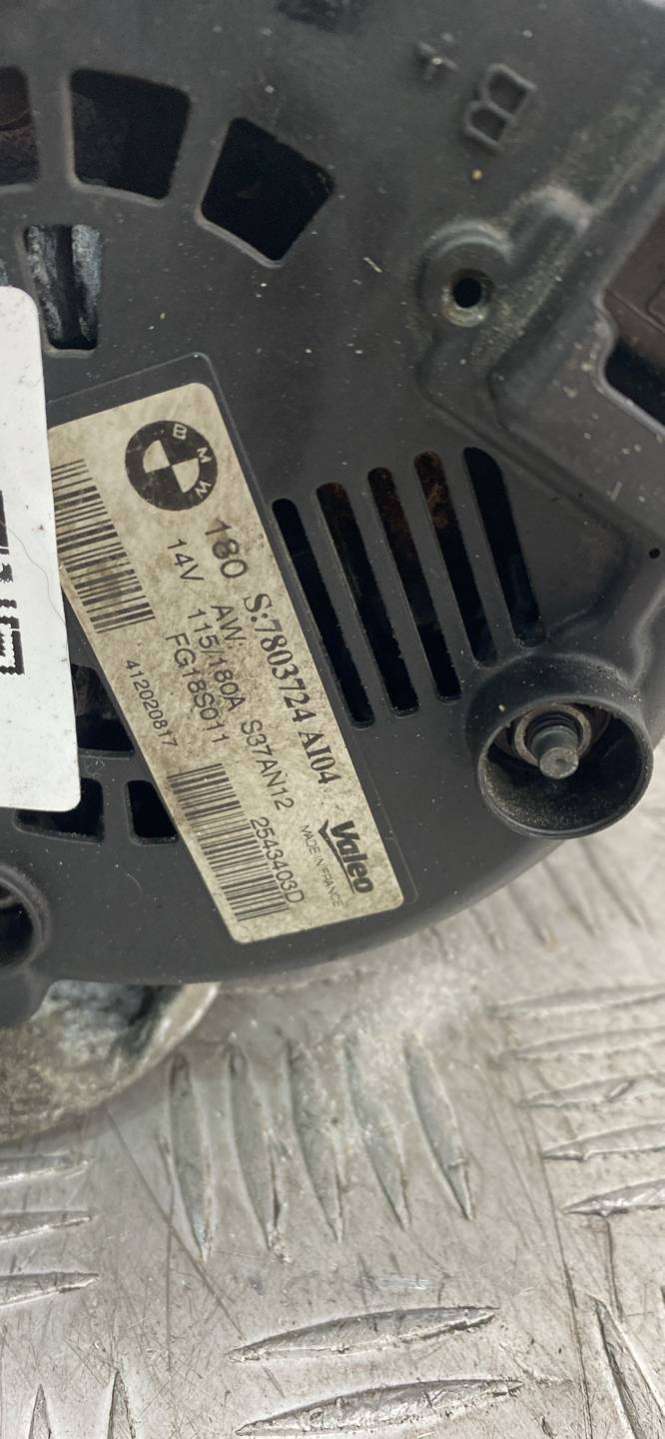 B
BMW
180
S:7803724 AI04
AW:
14V 115/180A S37AN12
FG18S011
2543403D
412020817
Valeo
MADE IN FRANCE